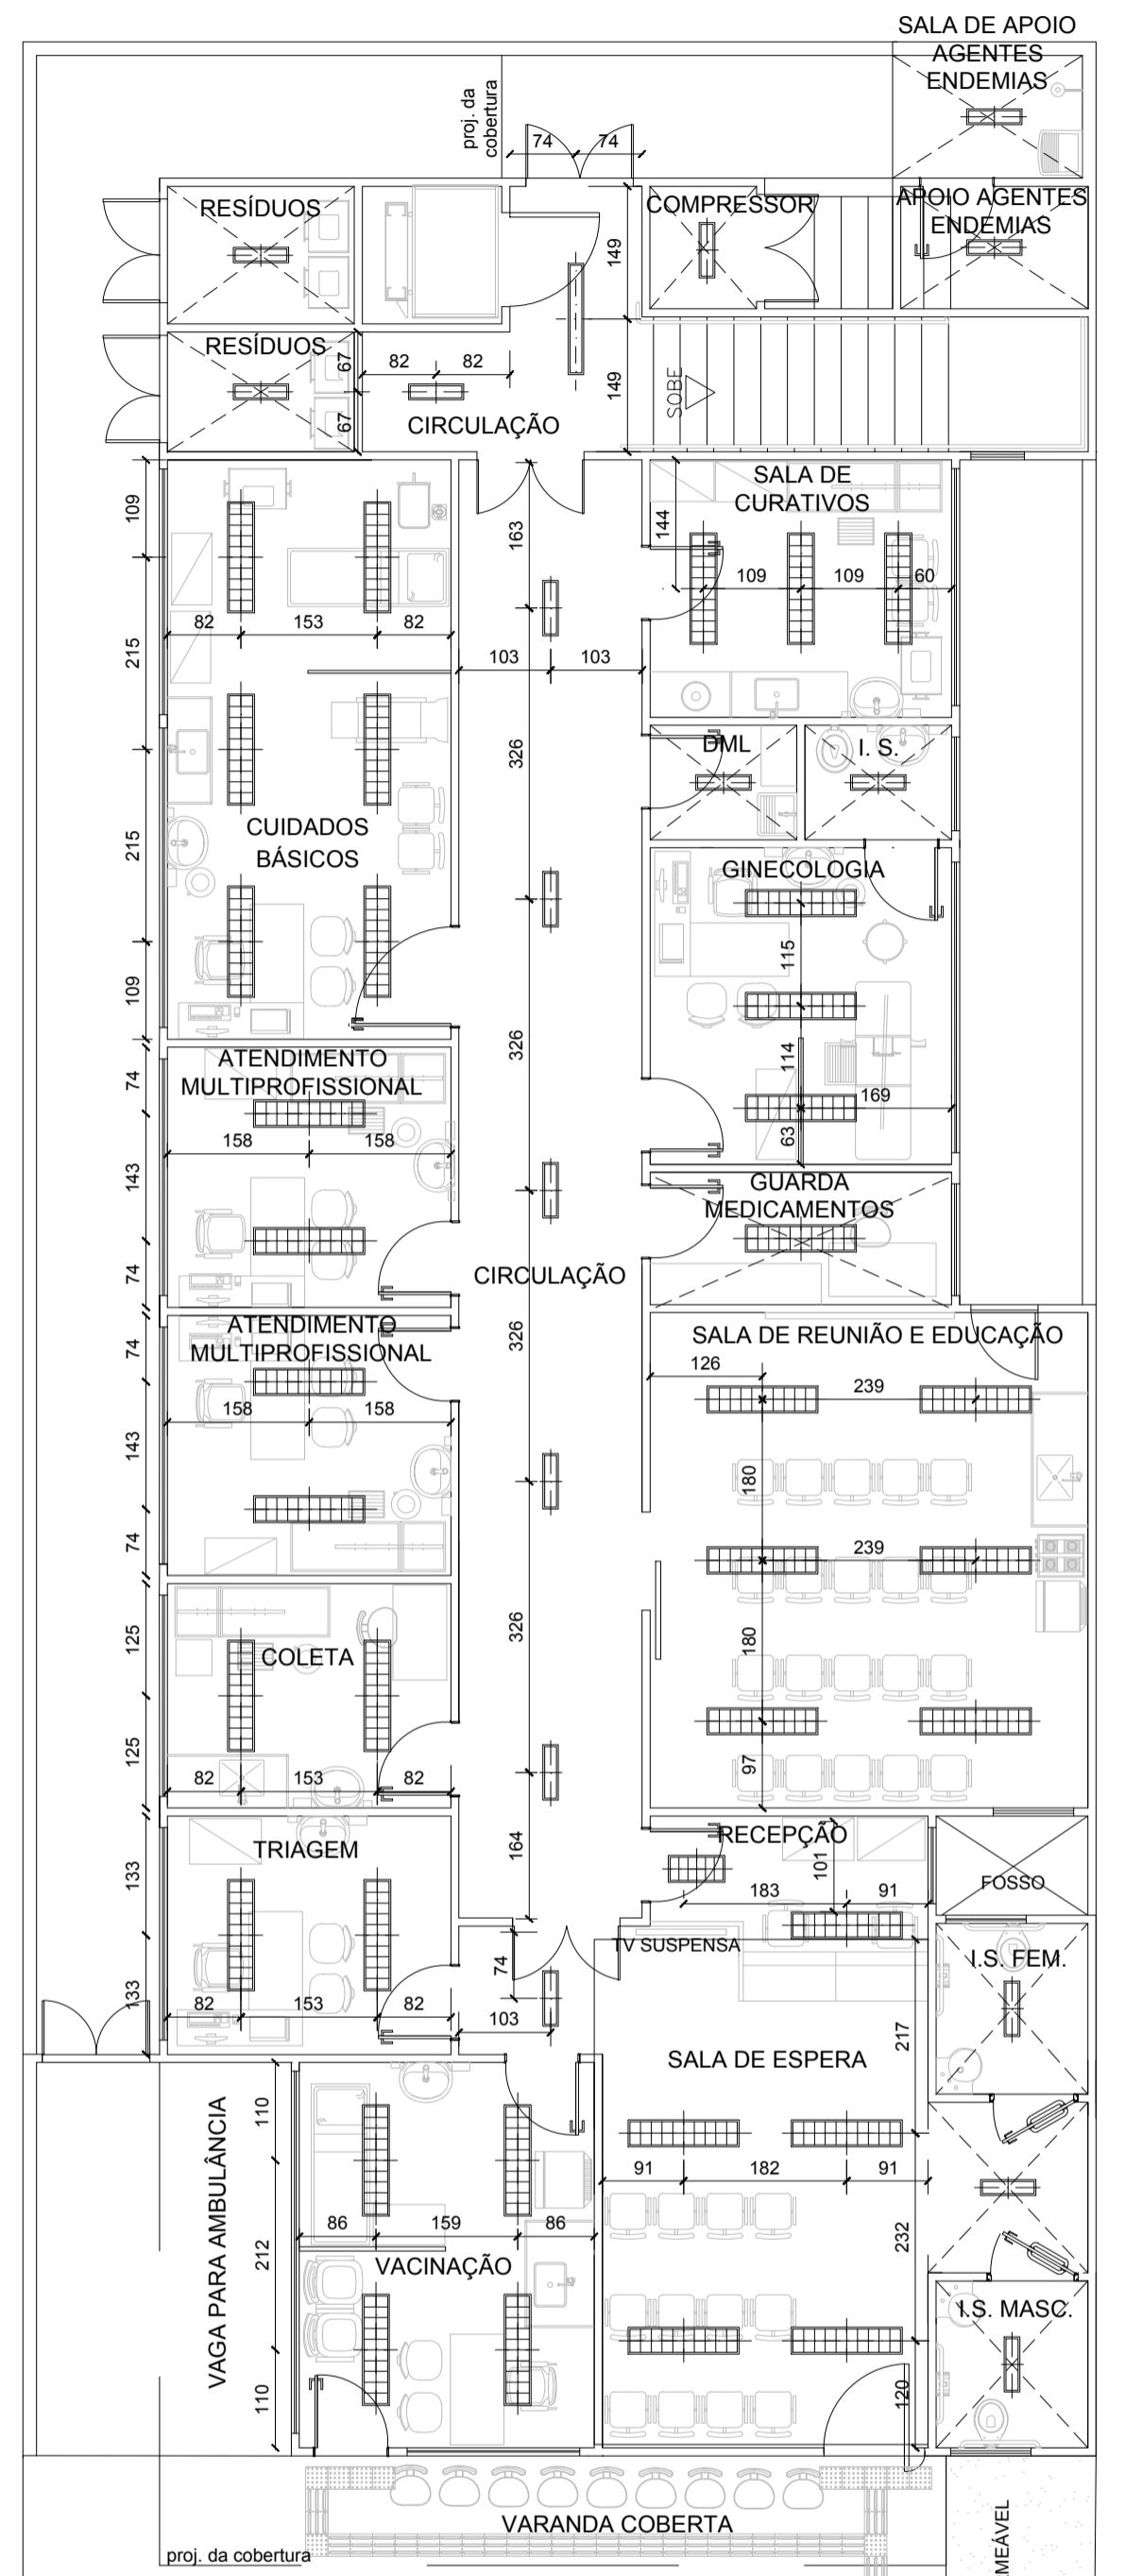 SALA DE APOIO
AGENTES
ENDEMIAS
proj. da
cobertura
74
74
RESÍDUOS
COMPRESSOR
APOIO AGENTES
ENDEMIAS
149
RESÍDUOS
67
82
82
149
SOBE
67
CIRCULAÇÃO
109
163
144
SALA DE
CURATIVOS
109
109
60
82
153
82
215
103
103
326
DML
I. S.
215
CUIDADOS
BÁSICOS
GINECOLOGIA
115
109
326
114
ATENDIMENTO
MULTIPROFISSIONAL
74
169
63
158
158
143
GUARDA
MEDICAMENTOS
74
CIRCULAÇÃO
ATENDIMENTO
MULTIPROFISSIONAL
74
326
SALA DE REUNIÃO E EDUCAÇÃO
126
239
158
158
143
180
74
239
125
326
180
COLETA
125
82
153
82
97
TRIAGEM
133
164
RECEPÇÃO
101
183
91
FOSSO
TV SUSPENSA
I.S. FEM.
74
133
82
153
82
103
217
SALA DE ESPERA
VAGA PARA AMBULÂNCIA
110
91
182
91
86
159
86
212
232
VACINAÇÃO
I.S. MASC.
110
120
VARANDA COBERTA
proj. da cobertura
MEÁVEL